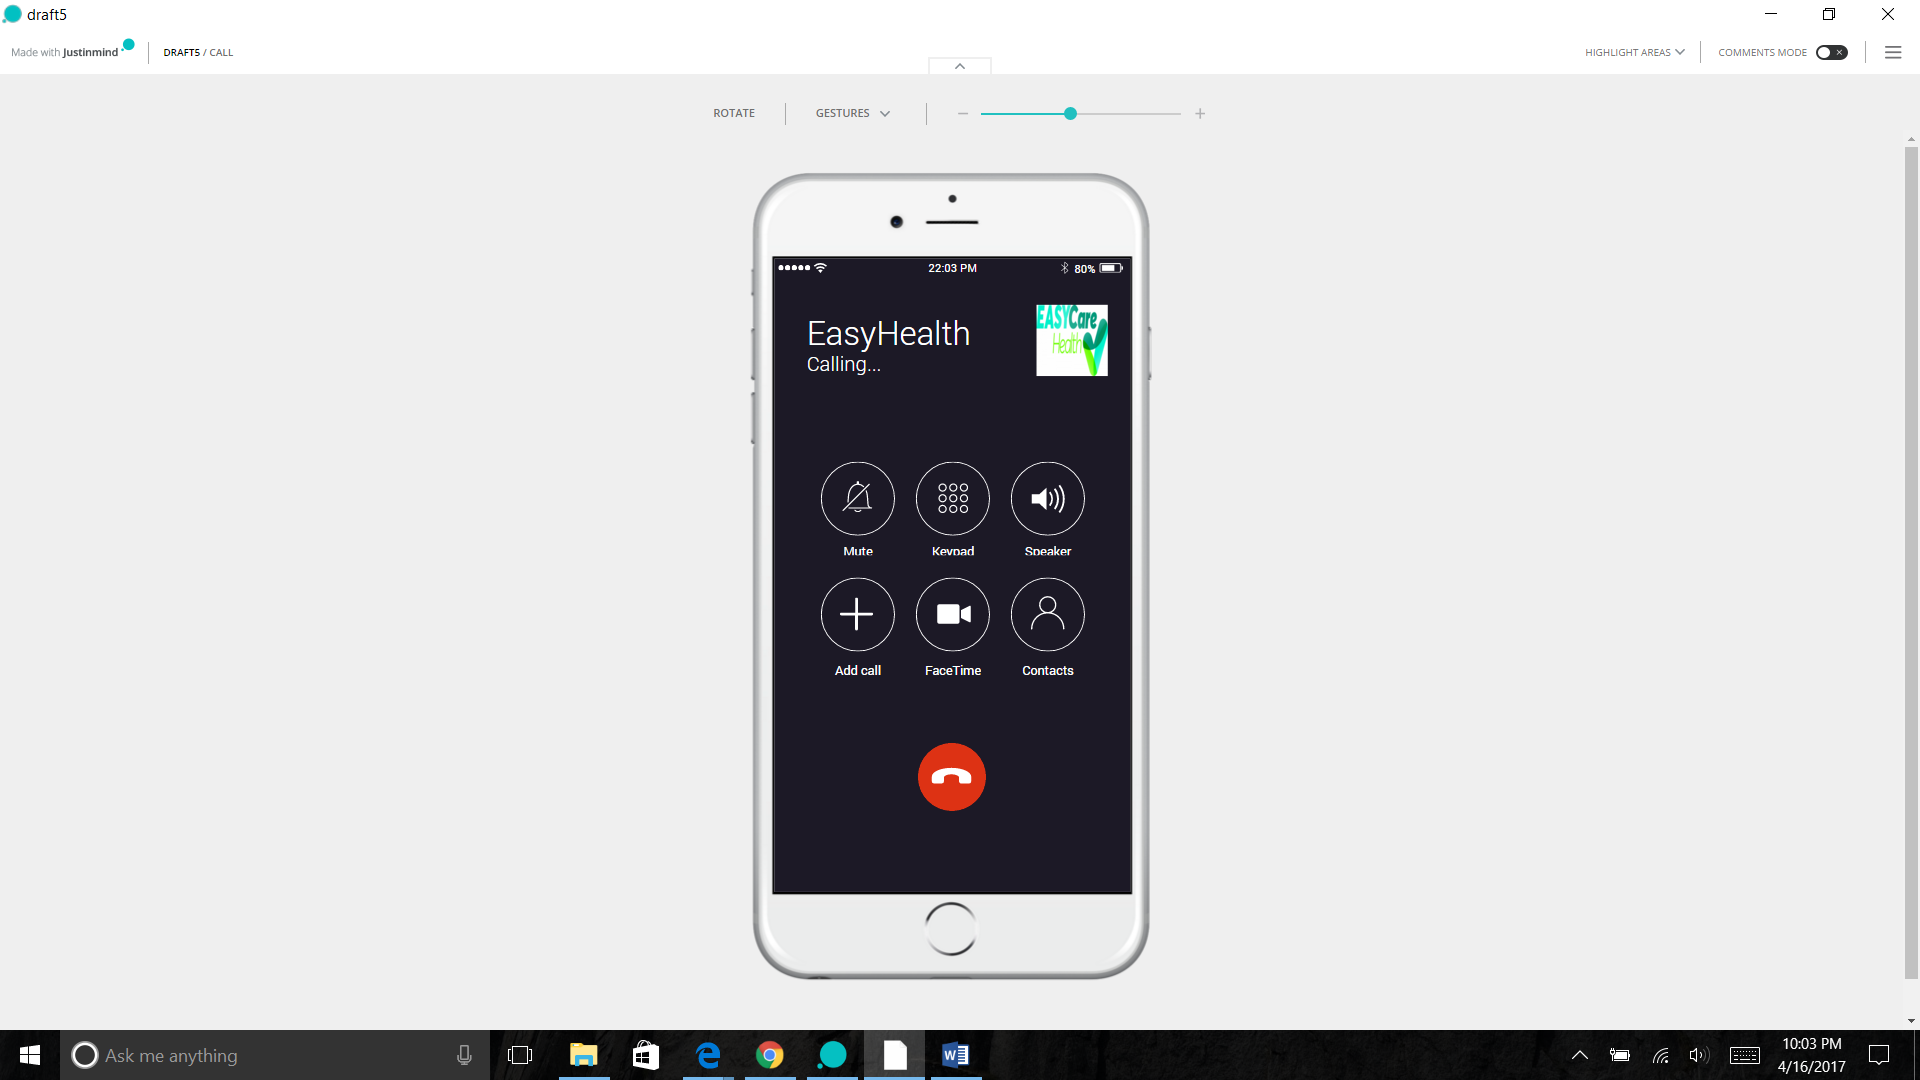 draft5
Made with Justinmind
DRAFT5 / CALL
HIGHLIGHT AREAS
COMMENTS MODE
ROTATE
GESTURES
22:03 PM
80%
EasyHealth
Calling...
EASYCare
Health
Mute
Keypad
Speaker
Add call
FaceTime
Contacts
Ask me anything
10:03 PM
4/16/2017